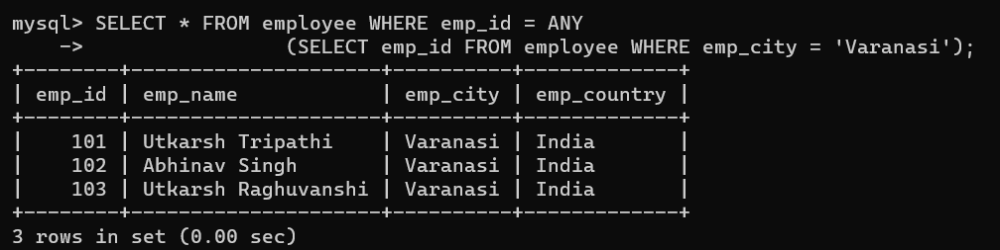 mysql> SELECT * FROM employee WHERE emp_id = ANY
    ->                 (SELECT emp_id FROM employee WHERE emp_city = 'Varanasi');
+--------+---------------------+----------+-------------+
| emp_id | emp_name            | emp_city | emp_country |
+--------+---------------------+----------+-------------+
|    101 | Utkarsh Tripathi    | Varanasi | India       |
|    102 | Abhinav Singh       | Varanasi | India       |
|    103 | Utkarsh Raghuvanshi | Varanasi | India       |
+--------+---------------------+----------+-------------+
3 rows in set (0.00 sec)